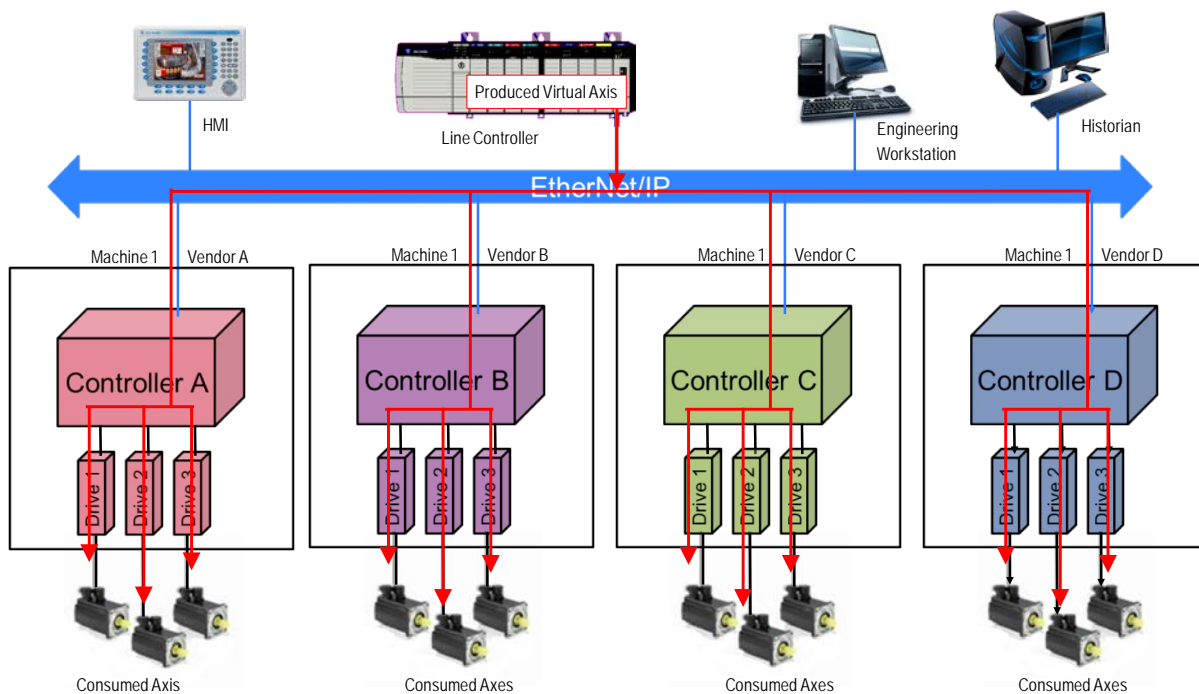 Produced Virtual Axis
HMI
Line Controller
Engineering
Workstation
Historian
EtherNet/IP
Machine 1
Vendor A
Machine 1
Vendor B
Machine 1
Vendor C
Machine 1
Vendor D
Controller A
Controller B
Controller C
Controller D
Drive 1
Drive 2
Drive 3
Drive 1
Drive 2
Drive 3
Drive 1
Drive 2
Drive 3
Drive 1
Drive 2
Drive 3
Consumed Axis
Consumed Axes
Consumed Axes
Consumed Axes